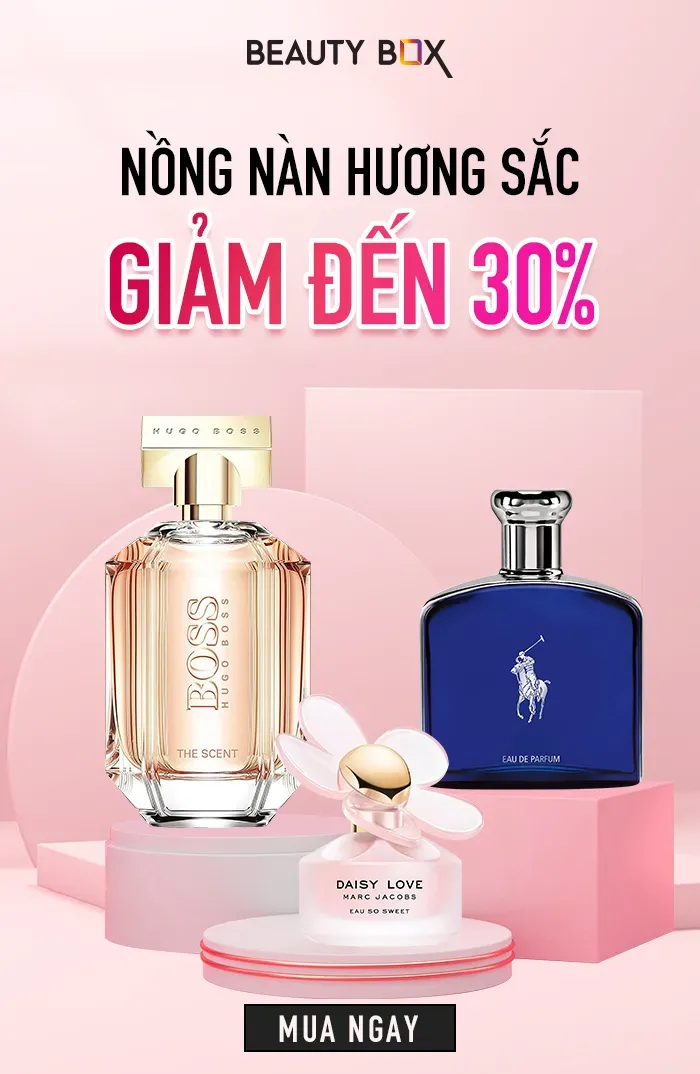 BEAUTY BOX
NỒNG NÀN HƯƠNG SẮC
GIẢM ĐẾN 30%
HUGO BOSS
BOSS
HUGO BOSS
THE SCENT
EAU DE PARFUM
DAISY LOVE
MARC JACOBS
EAU SO SWEET
MUA NGAY